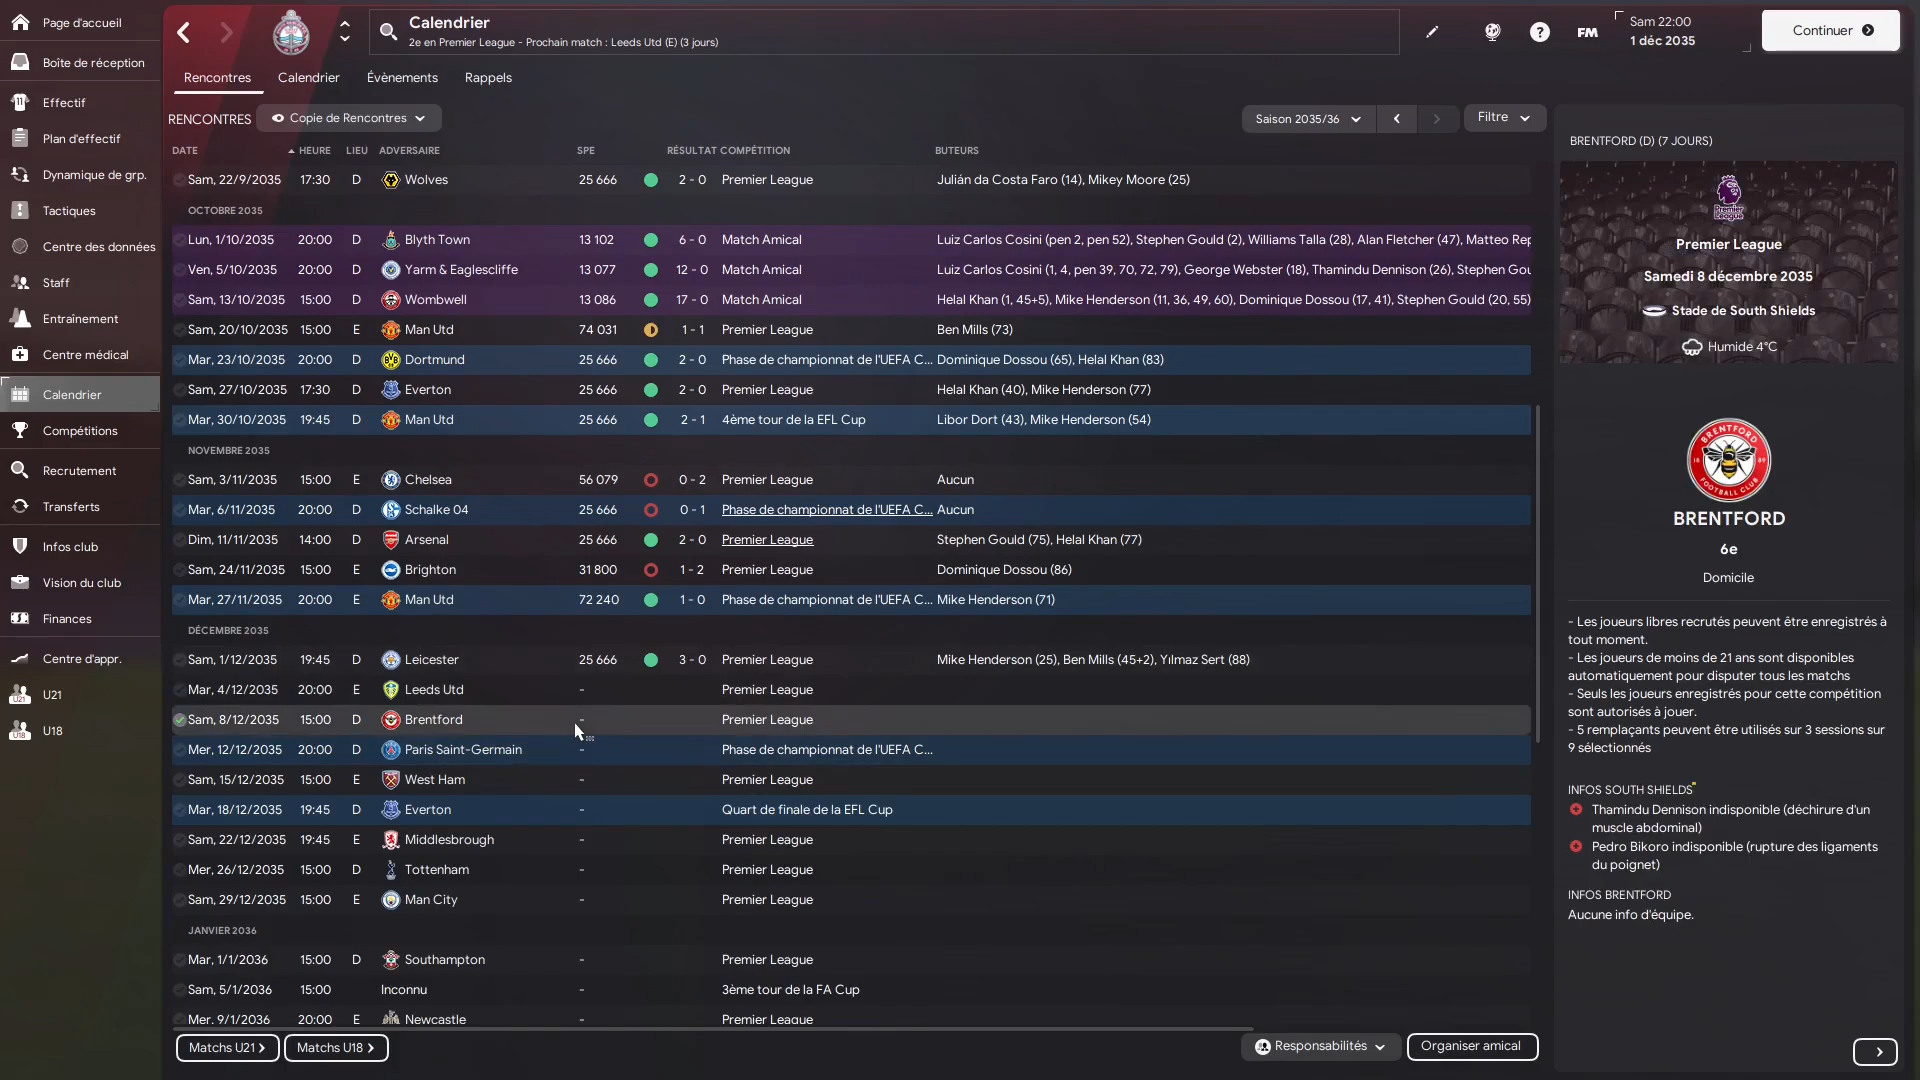 Page d'accueil
Boîte de réception
Effectif
Plan d'effectif
Dynamique de grp.
Tactiques
Centre des données
Staff
Entraînement
Centre médical
Calendrier
Compétitions
Recrutement
Transferts
Infos club
Vision du club
Finances
Centre d'appr.
U21
U18
Calendrier
2e en Premier League - Prochain match : Leeds Utd (E) (3 jours)
FM
Sam 22:00
1 déc 2035
Continuer
Rencontres Calendrier Évènements Rappels
RENCONTRES Copie de Rencontres Saison 2035/36 Filtre
DATE HEURE LIEU ADVERSAIRE SPE RÉSULTAT COMPÉTITION BUTEURS
Sam, 22/9/2035 17:30 D Wolves 25 666 2 - 0 Premier League Julián da Costa Faro (14), Mikey Moore (25)
OCTOBRE 2035
Lun, 1/10/2035 20:00 D Blyth Town 13 102 6 - 0 Match Amical Luiz Carlos Cosini (pen 2, pen 52), Stephen Gould (2), Williams Talla (28), Alan Fletcher (47), Matteo Rep
Ven, 5/10/2035 20:00 D Yarm & Eaglescliffe 13 077 12 - 0 Match Amical Luiz Carlos Cosini (1, 4, pen 39, 70, 72, 79), George Webster (18), Thamindu Dennison (26), Stephen Gou
Sam, 13/10/2035 15:00 D Wombwell 13 086 17 - 0 Match Amical Helal Khan (1, 45+5), Mike Henderson (11, 36, 49, 60), Dominique Dossou (17, 41), Stephen Gould (20, 55)
Sam, 20/10/2035 15:00 E Man Utd 74 031 1 - 1 Premier League Ben Mills (73)
Mar, 23/10/2035 20:00 D Dortmund 25 666 2 - 0 Phase de championnat de l'UEFA C... Dominique Dossou (65), Helal Khan (83)
Sam, 27/10/2035 17:30 D Everton 25 666 2 - 0 Premier League Helal Khan (40), Mike Henderson (77)
Mar, 30/10/2035 19:45 D Man Utd 25 666 2 - 1 4ème tour de la EFL Cup Libor Dort (43), Mike Henderson (54)
NOVEMBRE 2035
Sam, 3/11/2035 15:00 E Chelsea 56 079 0 - 2 Premier League Aucun
Mar, 6/11/2035 20:00 D Schalke 04 25 666 0 - 1 Phase de championnat de l'UEFA C... Aucun
Dim, 11/11/2035 14:00 D Arsenal 25 666 2 - 0 Premier League Stephen Gould (75), Helal Khan (77)
Sam, 24/11/2035 15:00 E Brighton 31 800 1 - 2 Premier League Dominique Dossou (86)
Mar, 27/11/2035 20:00 E Man Utd 72 240 1 - 0 Phase de championnat de l'UEFA C... Mike Henderson (71)
DÉCEMBRE 2035
Sam, 1/12/2035 19:45 D Leicester 25 666 3 - 0 Premier League Mike Henderson (25), Ben Mills (45+2), Yılmaz Sert (88)
Mar, 4/12/2035 20:00 E Leeds Utd - Premier League
Sam, 8/12/2035 15:00 D Brentford - Premier League
Mer, 12/12/2035 20:00 D Paris Saint-Germain - Phase de championnat de l'UEFA C...
Sam, 15/12/2035 15:00 E West Ham - Premier League
Mar, 18/12/2035 19:45 D Everton - Quart de finale de la EFL Cup
Sam, 22/12/2035 19:45 E Middlesbrough - Premier League
Mer, 26/12/2035 15:00 D Tottenham - Premier League
Sam, 29/12/2035 15:00 E Man City - Premier League
JANVIER 2036
Mar, 1/1/2036 15:00 D Southampton - Premier League
Sam, 5/1/2036 15:00 Inconnu - 3ème tour de la FA Cup
Mer, 9/1/2036 20:00 E Newcastle - Premier League
Matchs U21 Matchs U18 Responsabilités Organiser amical
BRENTFORD (D) (7 JOURS)
Premier League
Premier League
Samedi 8 décembre 2035
Stade de South Shields
Humide 4°C
BRENTFORD
18 89
FOOTBALL CLUB
BRENTFORD
6e
Domicile
- Les joueurs libres recrutés peuvent être enregistrés à
tout moment.
- Les joueurs de moins de 21 ans sont disponibles
automatiquement pour disputer tous les matchs
- Seuls les joueurs enregistrés pour cette compétition
sont autorisés à jouer.
- 5 remplaçants peuvent être utilisés sur 3 sessions sur
9 sélectionnés
INFOS SOUTH SHIELDS
Thamindu Dennison indisponible (déchirure d'un
muscle abdominal)
Pedro Bikoro indisponible (rupture des ligaments
du poignet)
INFOS BRENTFORD
Aucune info d'équipe.